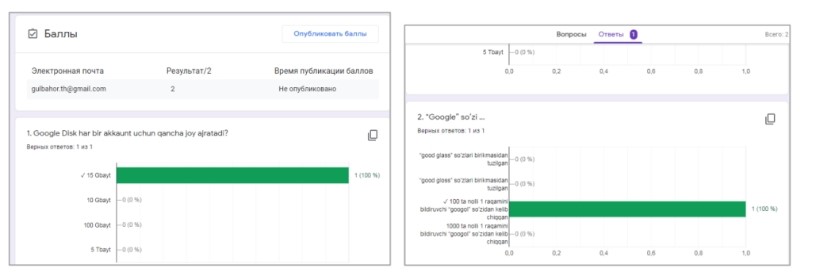 Баллы
Опубликовать баллы
Электронная почта Результат/2 Время публикации баллов
gulbahor.th@gmail.com 2 Не опубликовано
1. Google Disk har bir akkaunt uchun qancha joy ajratadi?
Верных ответов: 1 из 1
✓ 15 Gbayt 1 (100 %)
10 Gbayt 0 (0 %)
100 Gbayt 0 (0 %)
5 Tbayt 0 (0 %)
Вопросы Ответы 1 Всего: 2
5 Tbayt 0 (0 %)
0,0 0,2 0,4 0,6 0,8 1,0
2. "Google" so'zi ...
Верных ответов: 1 из 1
"good glass" so'zlari birikmasidan
tuzilgan
0 (0 %)
"good glass" so'zlari birikmasidan
tuzilgan
0 (0 %)
✓ 100 ta nolli 1 raqamini
bildiruvchi "googol" so'zidan kelib
chiqqan
1 (100 %)
1000 ta nolli 1 raqamini
bildiruvchi "googol" so'zidan kelib
chiqqan
0 (0 %)
0,0 0,2 0,4 0,6 0,8 1,0